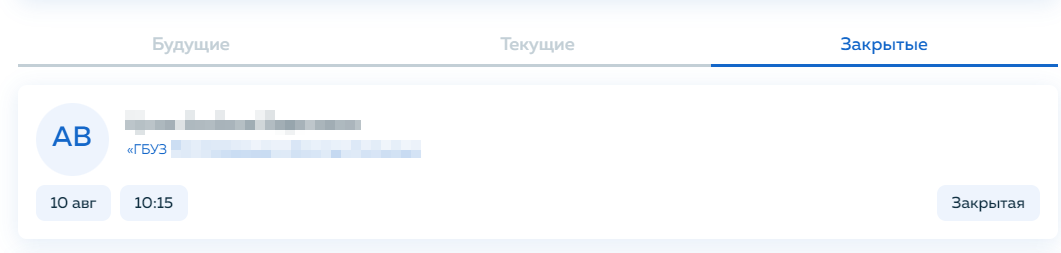 Будущие
Текущие
Закрытые
АВ
«ГБУЗ
10 авг
10:15
Закрытая